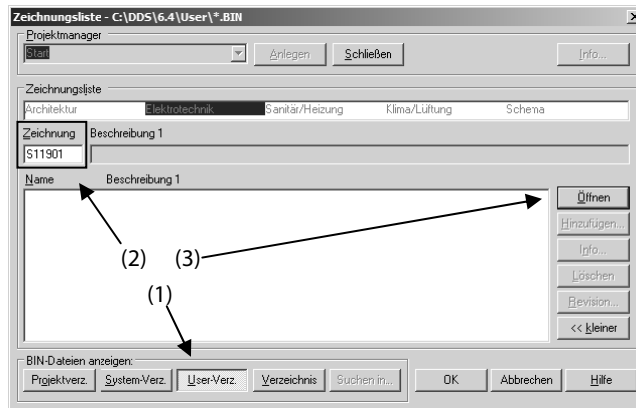 Zeichnungsliste - C:\DDS\6.4\User\*.BIN
Projektmanager
Start Anlegen Schließen Info...
Zeichnungsliste
Architektur Elektrotechnik Sanitär/Heizung Klima/Lüftung Schema
Zeichnung Beschreibung 1
S11901
Name Beschreibung 1
Öffnen
Hinzufügen...
Info...
Löschen
Revision...
<< kleiner
(2) (3)
(1)
BIN-Dateien anzeigen:
Projektverz. System-Verz. User-Verz. Verzeichnis Suchen in... OK Abbrechen Hilfe